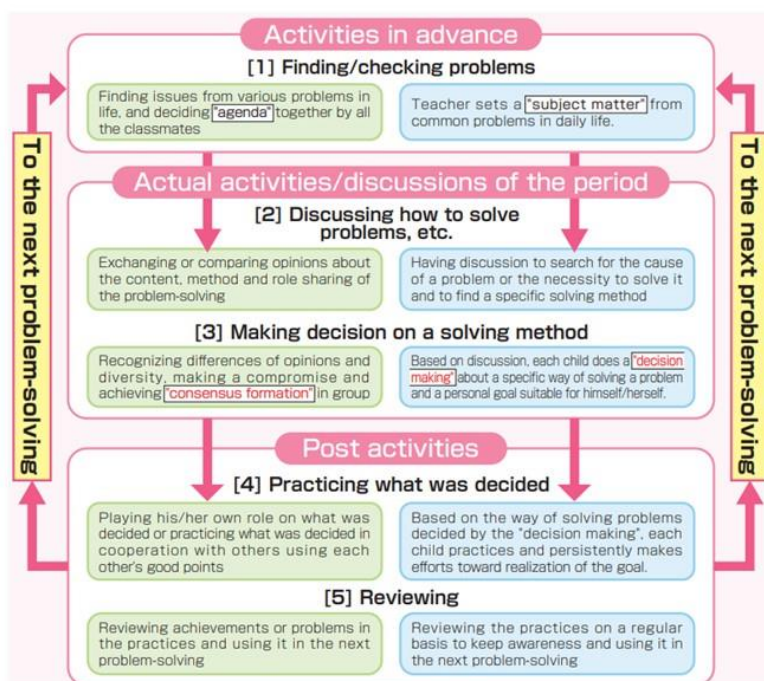 Activities in advance
[1] Finding/checking problems
Finding issues from various problems in
life, and deciding "agenda" together by all
the classmates
Teacher sets a "subject matter" from
common problems in daily life.
Actual activities/discussions of the period
[2] Discussing how to solve
problems, etc.
Exchanging or comparing opinions about
the content, method and role sharing of
the problem-solving
Having discussion to search for the cause
of a problem or the necessity to solve it
and to find a specific solving method
[3] Making decision on a solving method
Recognizing differences of opinions and
diversity, making a compromise and
achieving "consensus formation" in group
Based on discussion, each child does a "decision
making" about a specific way of solving a problem
and a personal goal suitable for himself/herself.
Post activities
[4] Practicing what was decided
Playing his/her own role on what was
decided or practicing what was decided in
cooperation with others using each
other's good points
Based on the way of solving problems
decided by the "decision making", each
child practices and persistently makes
efforts toward realization of the goal.
[5] Reviewing
Reviewing achievements or problems in
the practices and using it in the next
problem-solving
Reviewing the practices on a regular
basis to keep awareness and using it in
the next problem-solving
To the next problem-solving
To the next problem-solving